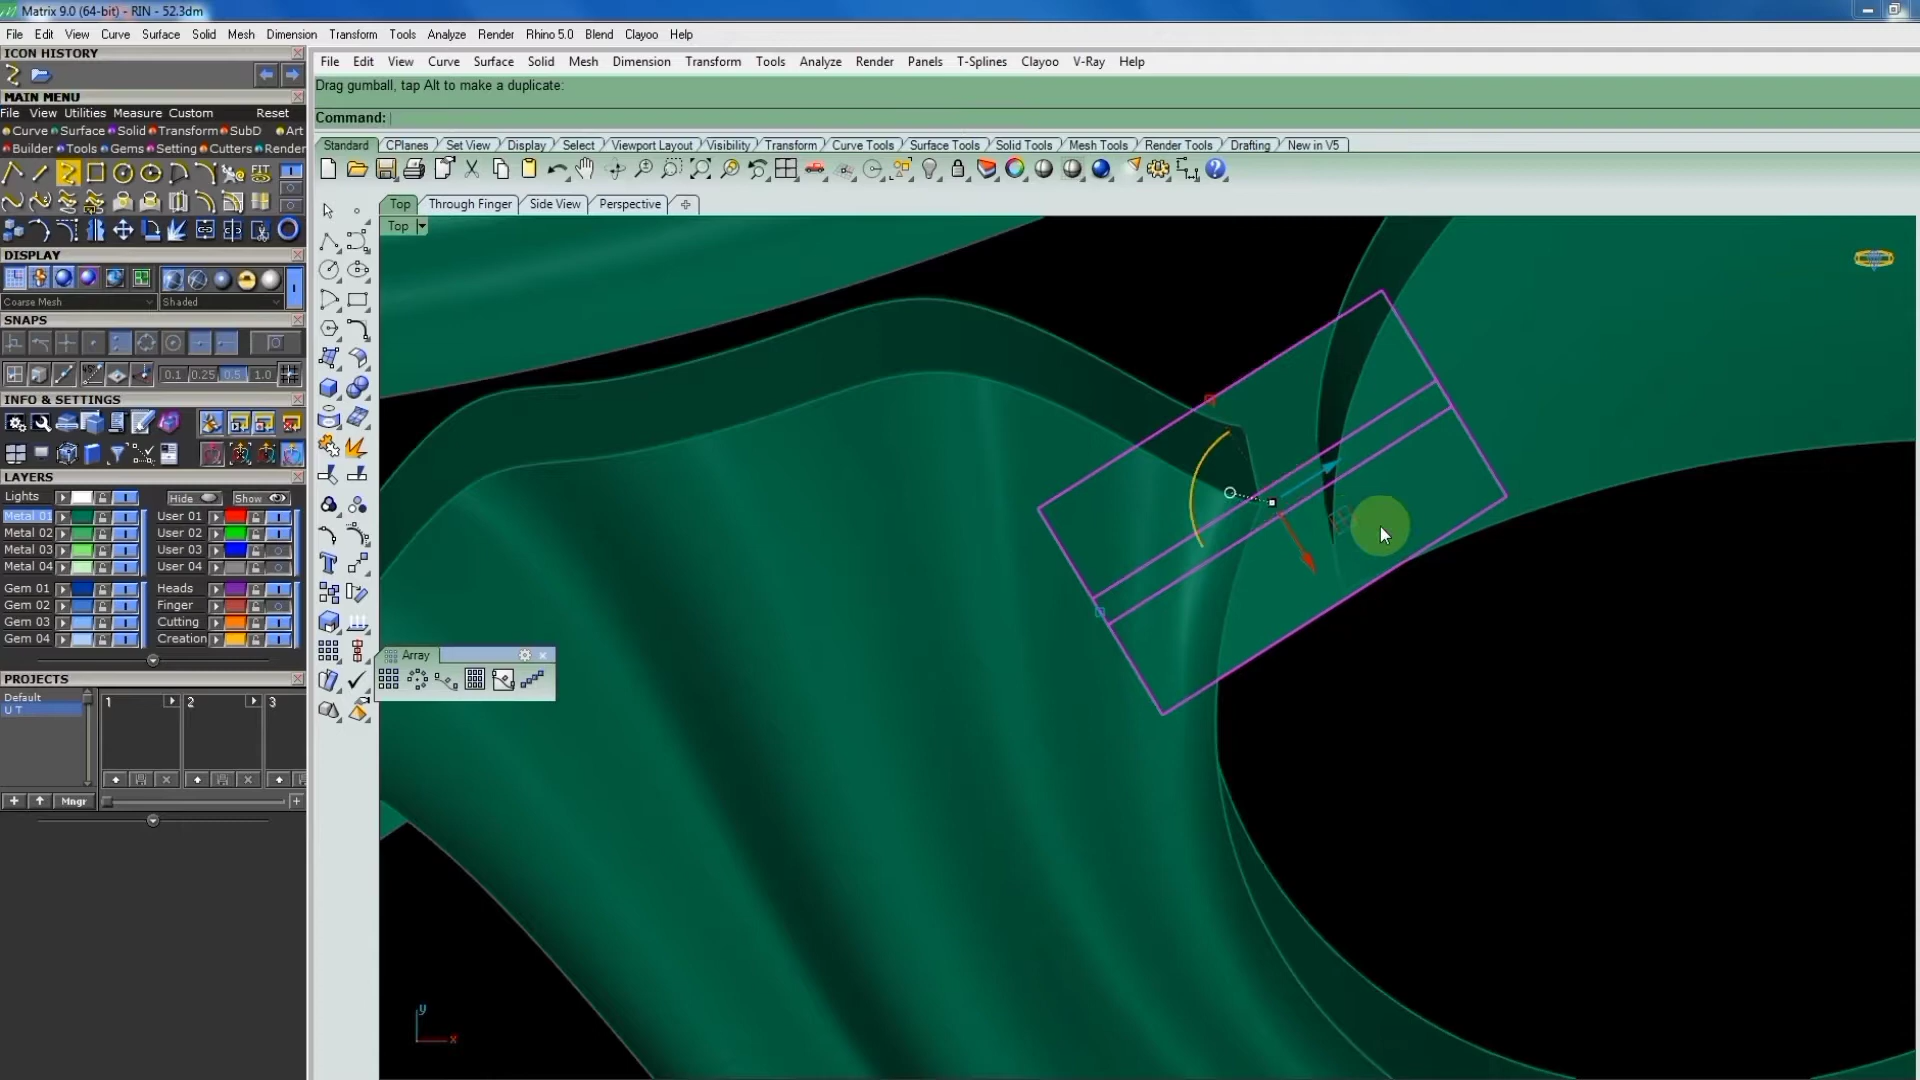 Matrix 9.0 (64-bit) - RIN - 52.3dm
File Edit View Curve Surface Solid Mesh Dimension Transform Tools Analyze Render Rhino 5.0 Blend Clayoo Help
ICON HISTORY
MAIN MENU
File View Utilities Measure Custom Reset
Curve Surface Solid Transform SubD Art
Builder Tools Gems Setting Cutters Render
FIT
DISPLAY
Coarse Mesh Shaded
SNAPS
0.1 0.25 0.5 1.0
INFO & SETTINGS
LAYERS
Lights Hide Show
Metal 01 User 01
Metal 02 User 02
Metal 03 User 03
Metal 04 User 04
Gem 01 Heads
Gem 02 Finger
Gem 03 Cutting
Gem 04 Creation
PROJECTS
Default
U T
1 2 3
Mngr
File Edit View Curve Surface Solid Mesh Dimension Transform Tools Analyze Render Panels T-Splines Clayoo V-Ray Help
Drag gumball, tap Alt to make a duplicate:
Command:
Standard CPlanes Set View Display Select Viewport Layout Visibility Transform Curve Tools Surface Tools Solid Tools Mesh Tools Render Tools Drafting New in V5
Top Through Finger Side View Perspective
Top
Array
y
x